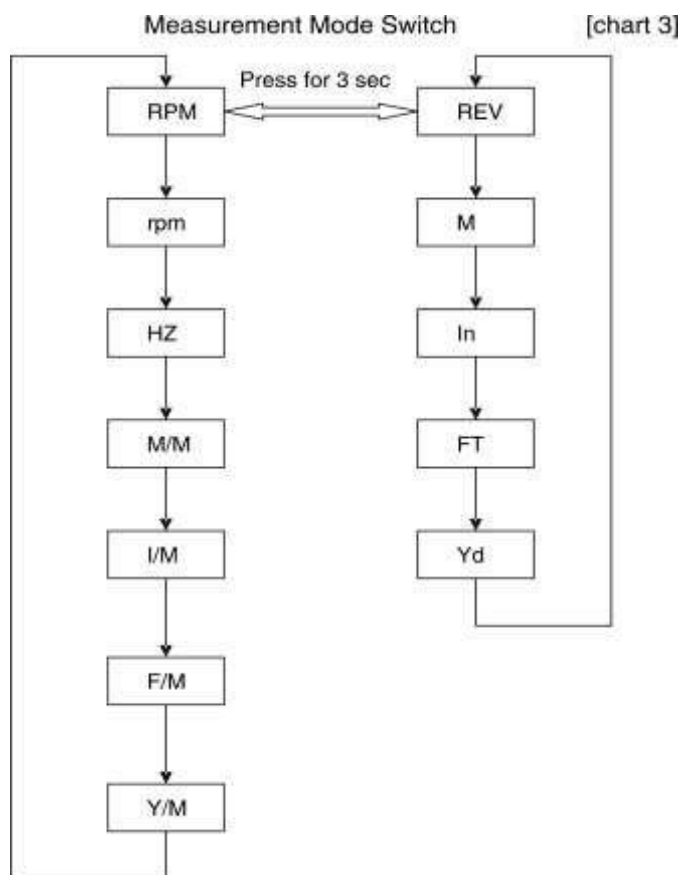 Measurement Mode Switch [chart 3]
Press for 3 sec
RPM REV
rpm M
HZ In
M/M FT
I/M Yd
F/M
Y/M